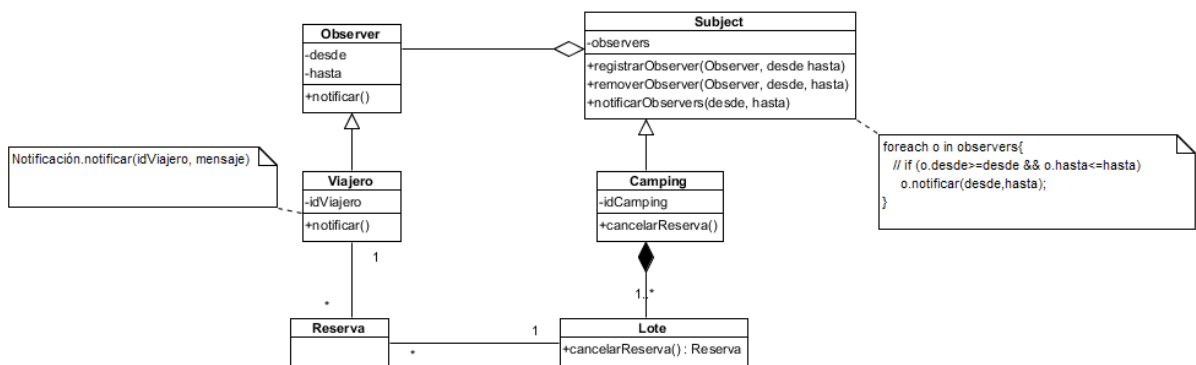 Observer
-desde
-hasta
+notificar()
Subject
-observers
+registrarObserver(Observer, desde hasta)
+removerObserver(Observer, desde, hasta)
+notificarObservers(desde, hasta)
Notificación.notificar(idViajero, mensaje)
Viajero
-idViajero
+notificar()
Camping
-idCamping
+cancelarReserva()
foreach o in observers{
// if (o.desde>=desde && o.hasta<=hasta)
o.notificar(desde,hasta);
}
1
*
1..*
Reserva
*
1
Lote
+cancelarReserva() : Reserva